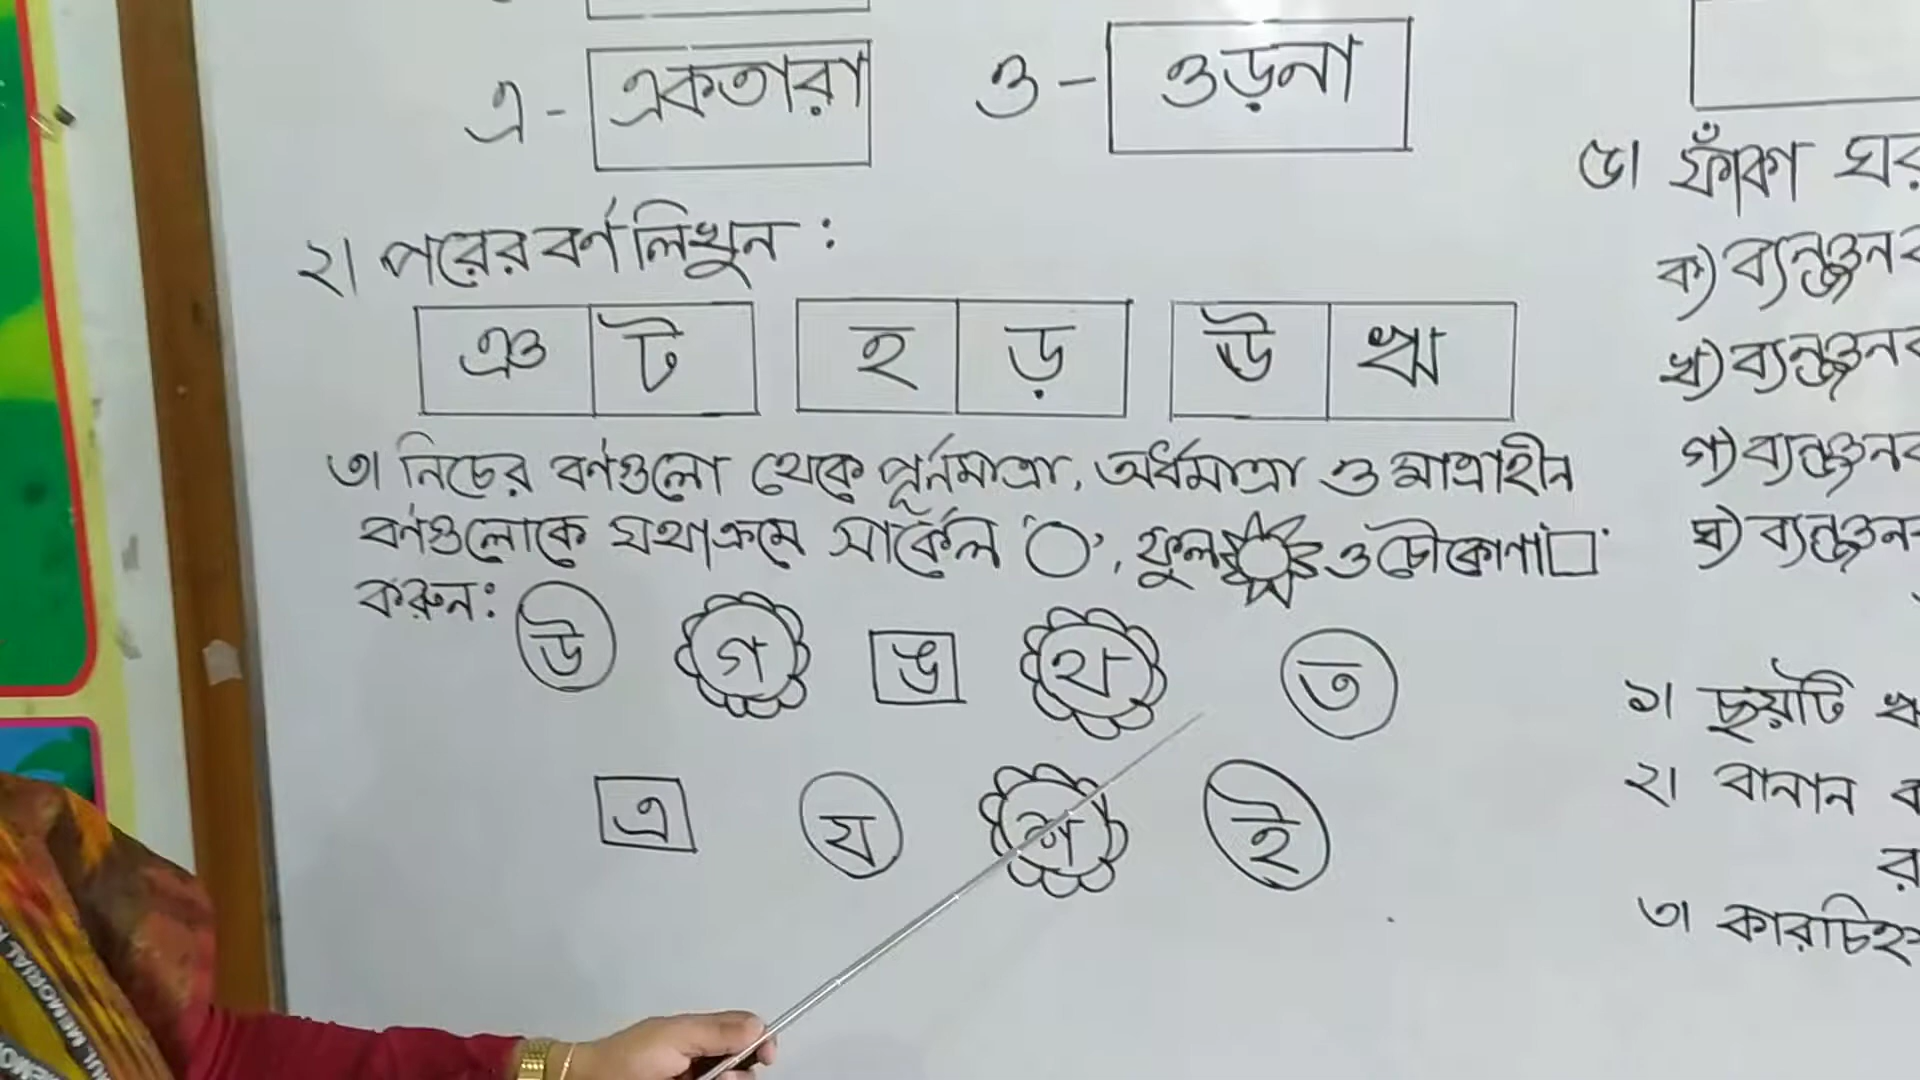 এ - একতারা ও - ওড়না
২। পরের বর্ণ লিখুন :
ঞ ট হ ড় ঊ ঋ
৩। নিচের বর্ণগুলো থেকে পূর্ণমাত্রা, অর্ধমাত্রা ও মাত্রাহীন
বর্ণগুলোকে যথাক্রমে সার্কেল '○', ফুল ও চৌকোণা □
করুন:
উ গ ঙ থ ত
এ য ই
৫। ফাঁকা ঘর
ক) ব্যঞ্জন
খ) ব্যঞ্জন
গ) ব্যঞ্জন
ঘ) ব্যঞ্জন
১। ছয়টি
২। বানান
র
৩। কারচিহ্ন